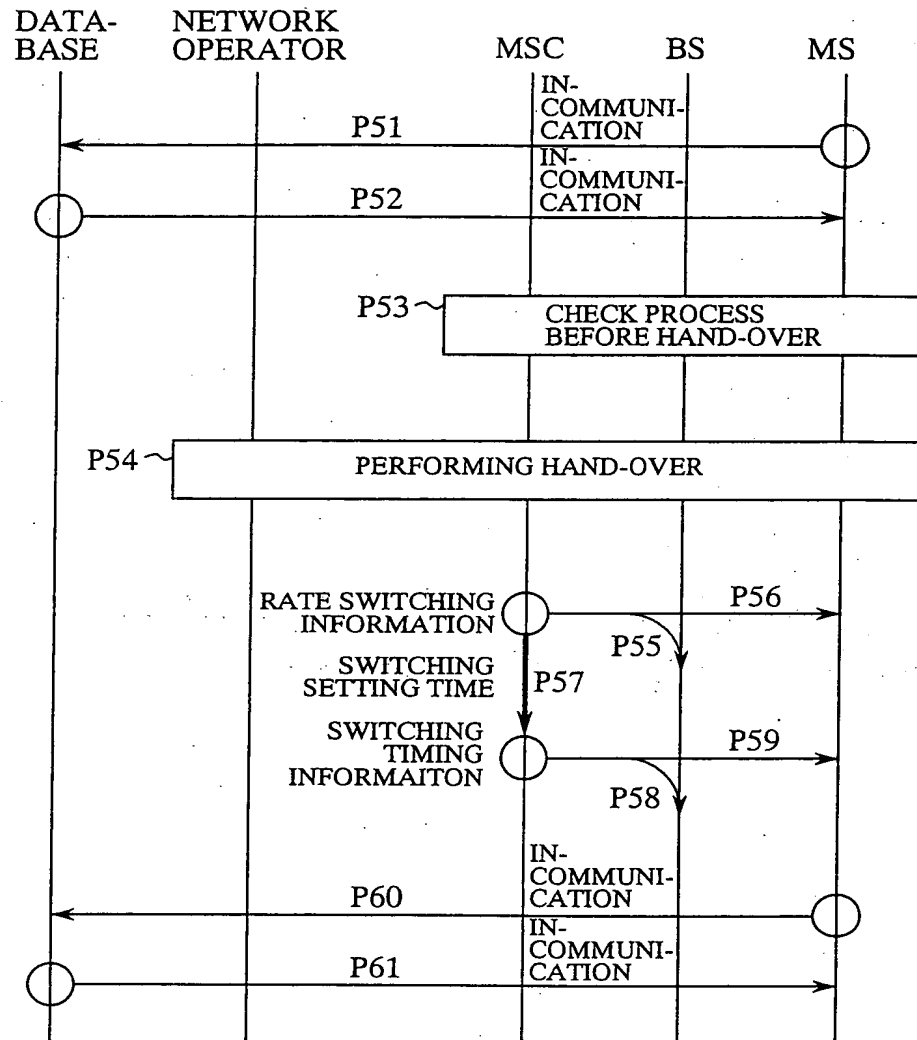 DATA-
BASE
NETWORK
OPERATOR
MSC
BS
MS
IN-
COMMUNI-
CATION
P51
IN-
COMMUNI-
CATION
P52
P53
CHECK PROCESS
BEFORE HAND-OVER
P54
PERFORMING HAND-OVER
RATE SWITCHING
INFORMATION
P56
P55
SWITCHING
SETTING TIME
P57
SWITCHING
TIMING
INFORMAITON
P59
P58
IN-
COMMUNI-
CATION
P60
IN-
COMMUNI-
CATION
P61